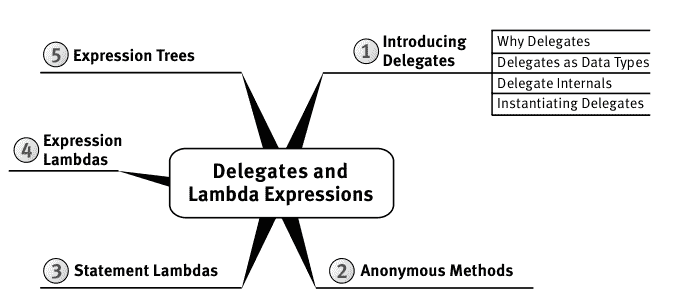 Delegates and
Lambda Expressions
1 Introducing
Delegates
Why Delegates
Delegates as Data Types
Delegate Internals
Instantiating Delegates
2 Anonymous Methods
3 Statement Lambdas
4 Expression
Lambdas
5 Expression Trees